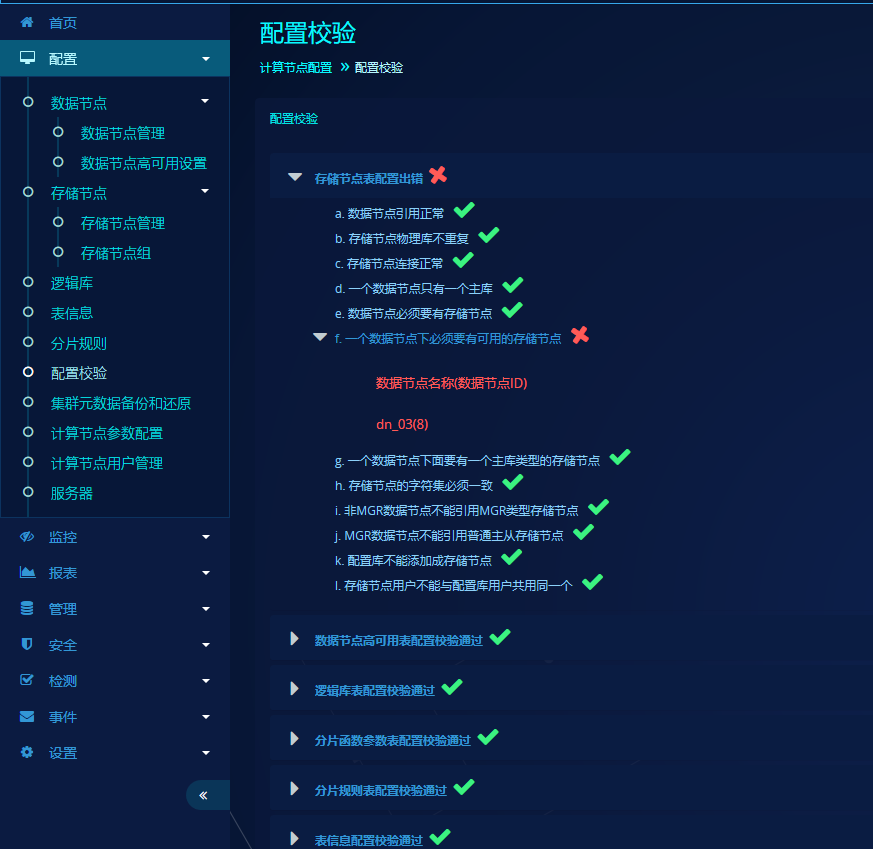 首页
配置
数据节点
数据节点管理
数据节点高可用设置
存储节点
存储节点管理
存储节点组
逻辑库
表信息
分片规则
配置校验
集群元数据备份和还原
计算节点参数配置
计算节点用户管理
服务器
监控
报表
管理
安全
检测
事件
设置
配置校验
计算节点配置 » 配置校验
配置校验
存储节点表配置出错
a. 数据节点引用正常
b. 存储节点物理库不重复
c. 存储节点连接正常
d. 一个数据节点只有一个主库
e. 数据节点必须要有存储节点
f. 一个数据节点下必须要有可用的存储节点
数据节点名称(数据节点ID)
dn_03(8)
g. 一个数据节点下面要有一个主库类型的存储节点
h. 存储节点的字符集必须一致
i. 非MGR数据节点不能引用MGR类型存储节点
j. MGR数据节点不能引用普通主从存储节点
k. 配置库不能添加成存储节点
l. 存储节点用户不能与配置库用户共用同一个
数据节点高可用表配置校验通过
逻辑库表配置校验通过
分片函数参数表配置校验通过
分片规则表配置校验通过
表信息配置校验通过